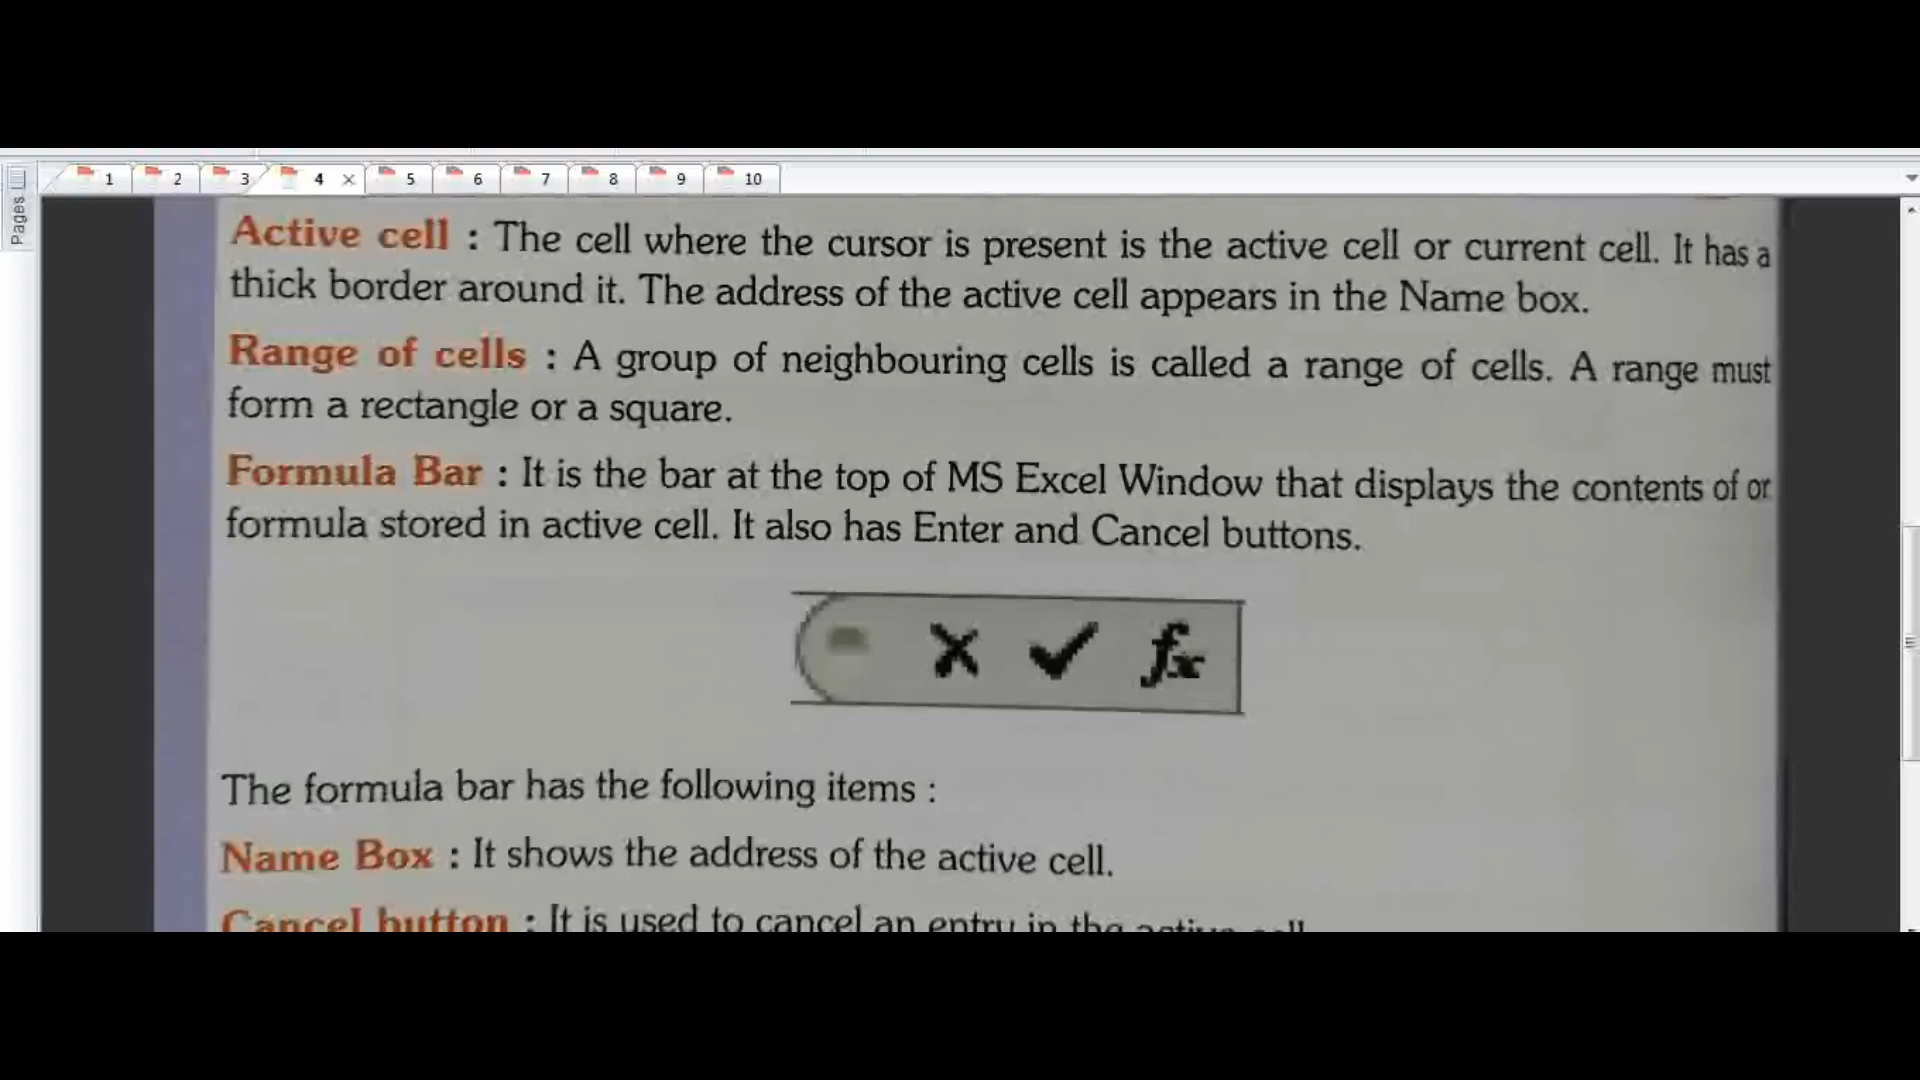 1 2 3 4 5 6 7 8 9 10
Pages
Active cell : The cell where the cursor is present is the active cell or current cell. It has a
thick border around it. The address of the active cell appears in the Name box.
Range of cells : A group of neighbouring cells is called a range of cells. A range must
form a rectangle or a square.
Formula Bar : It is the bar at the top of MS Excel Window that displays the contents of or
formula stored in active cell. It also has Enter and Cancel buttons.
fx
The formula bar has the following items :
Name Box : It shows the address of the active cell.
Cancel button : It is used to cancel an entry in the active cell